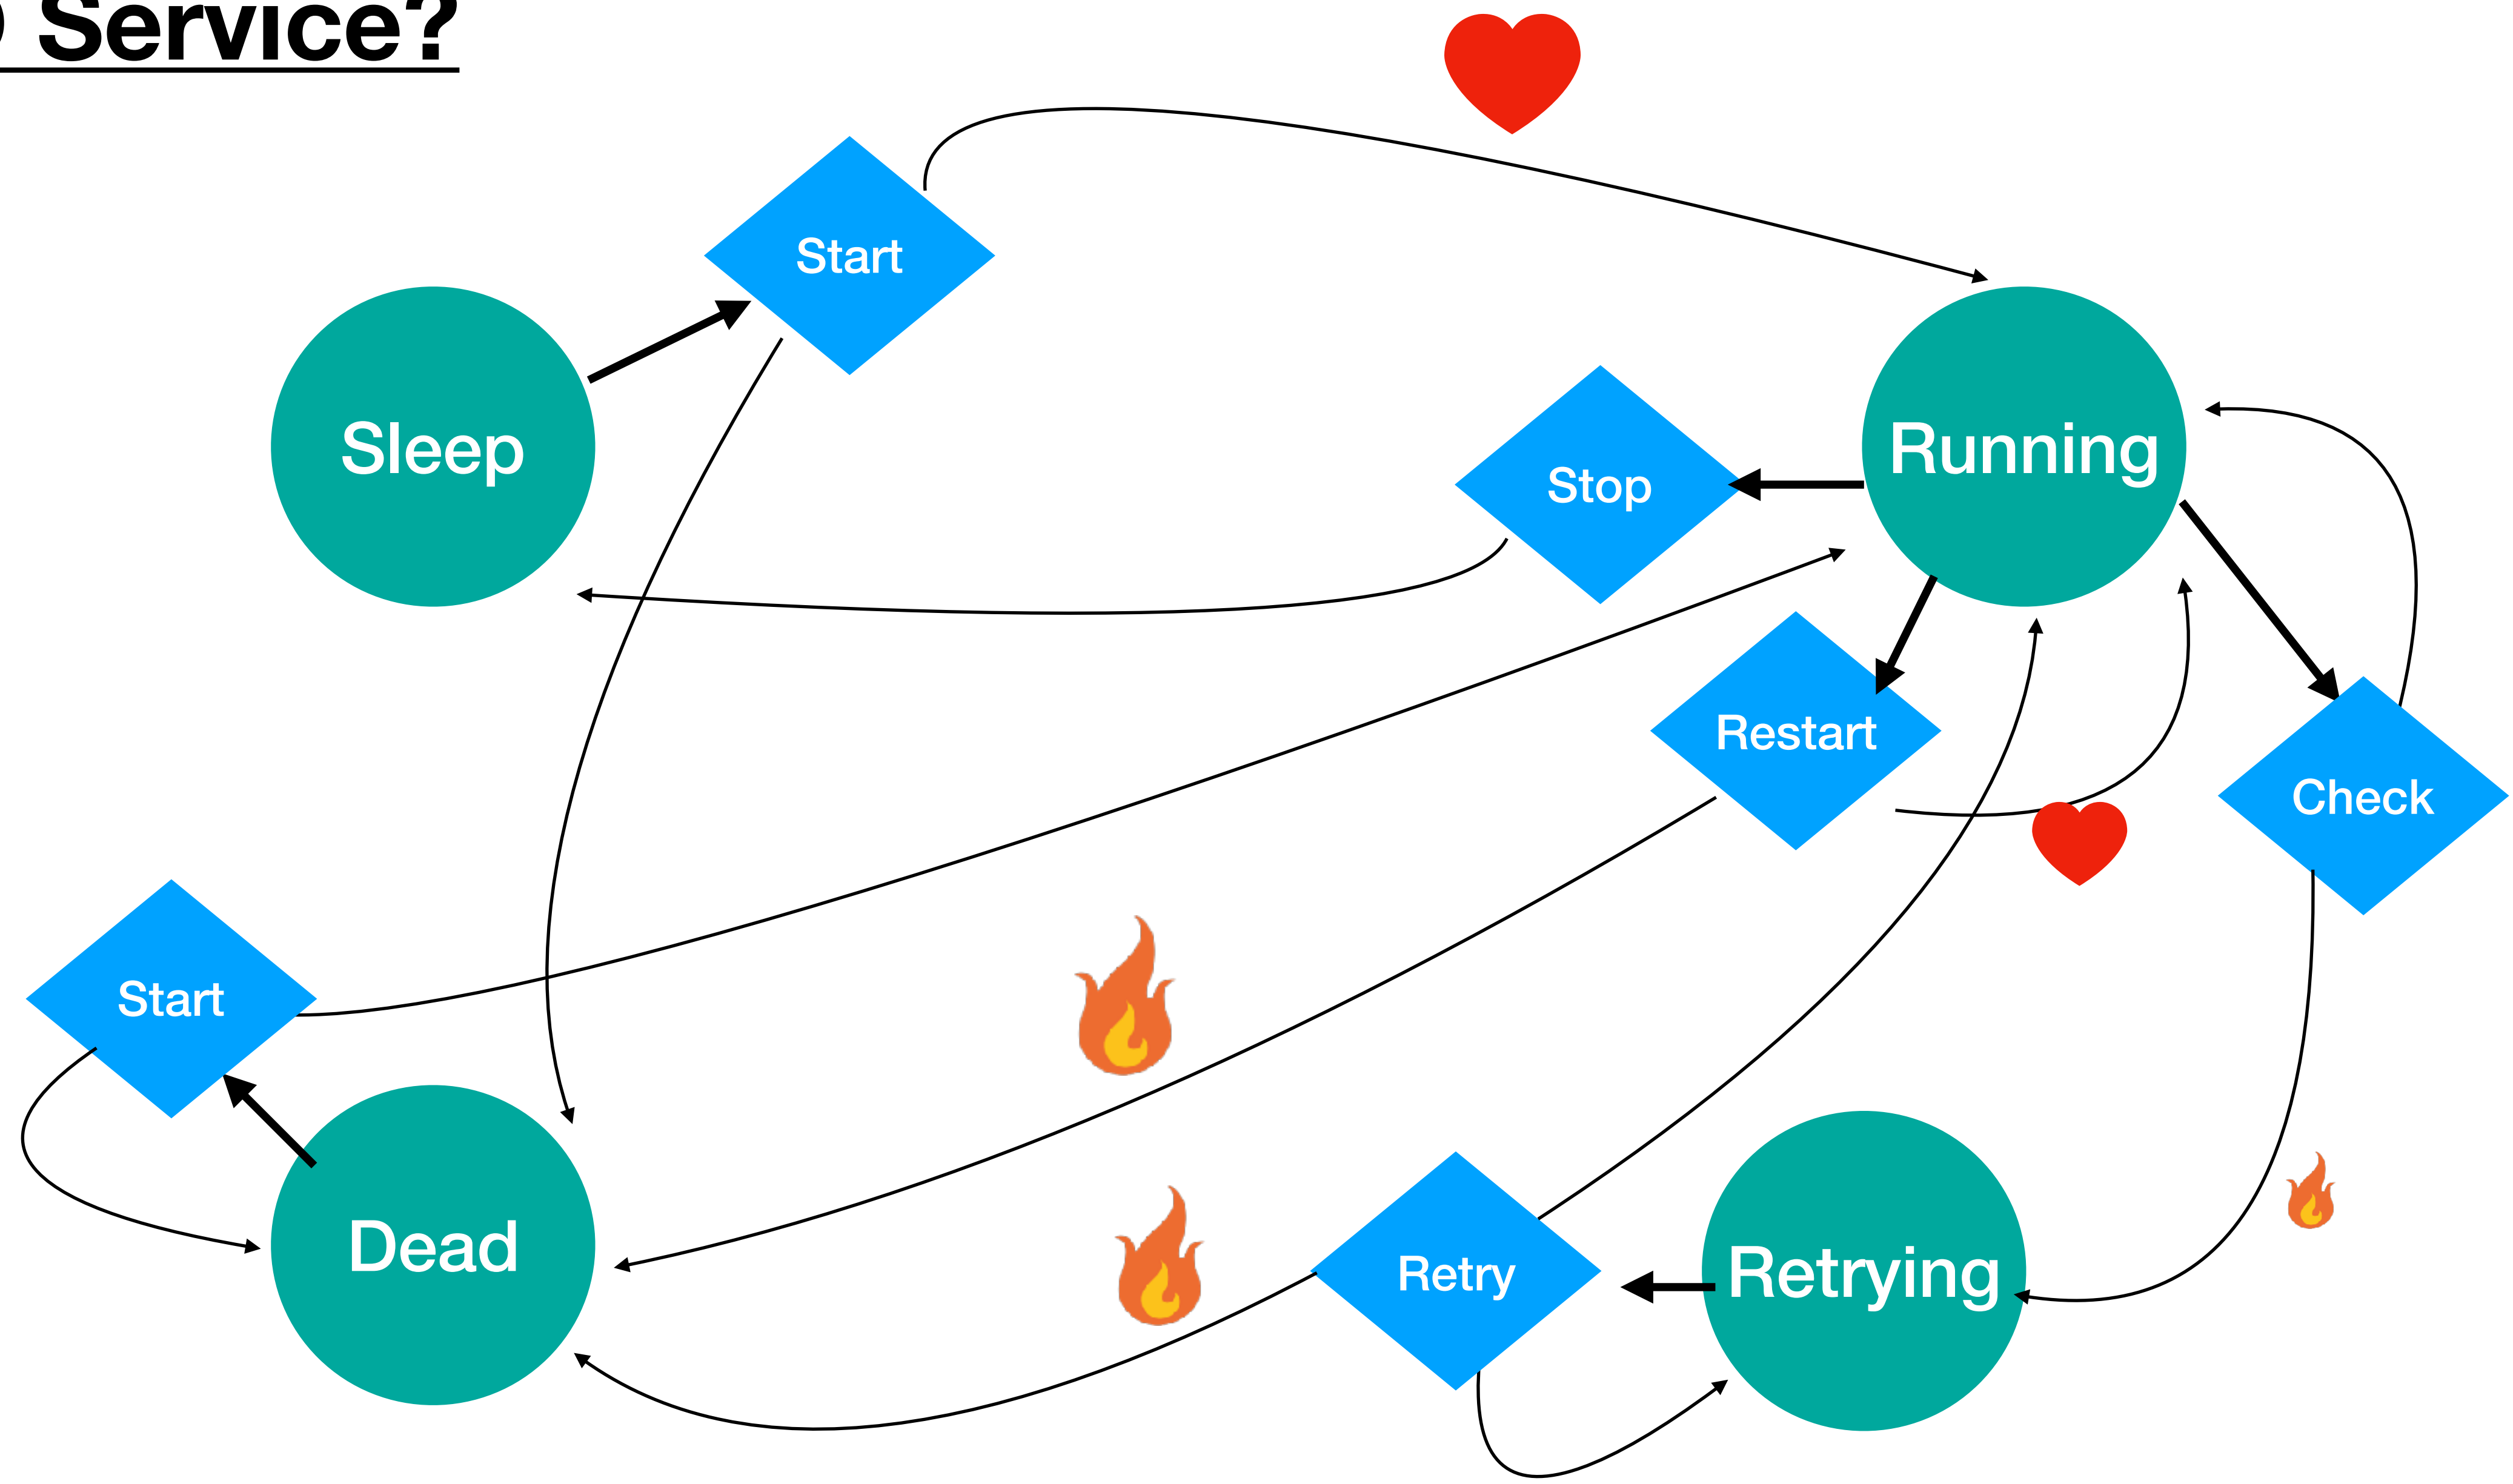 Service?
Start
Sleep
Running
Stop
Restart
Check
Start
Dead
Retry
Retrying